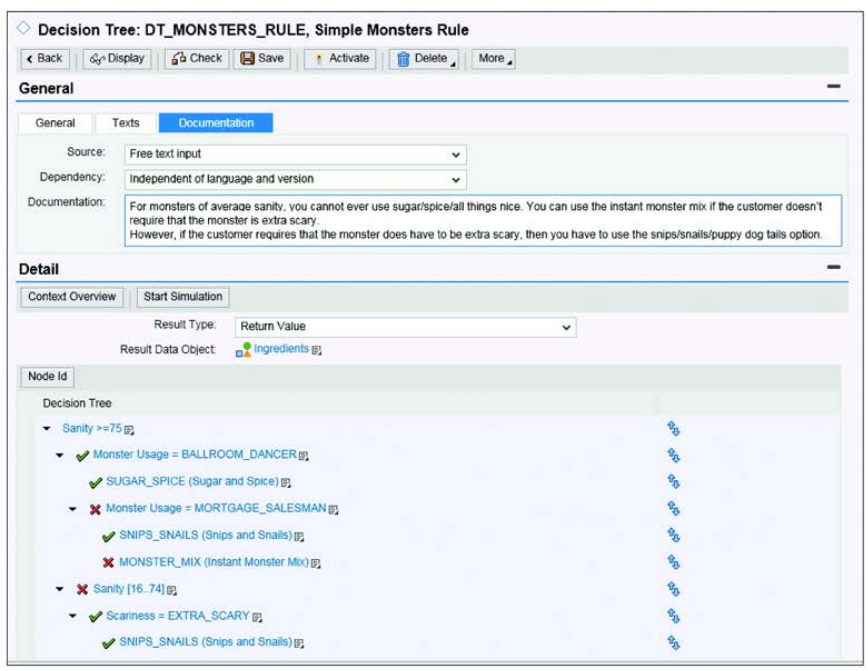 Decision Tree: DT_MONSTERS_RULE, Simple Monsters Rule
Back Display Check Save Activate Delete More
General
General Texts Documentation
Source: Free text input
Dependency: Independent of language and version
Documentation: For monsters of average sanity, you cannot ever use sugar/spice/all things nice. You can use the instant monster mix if the customer doesn't
require that the monster is extra scary.
However, if the customer requires that the monster does have to be extra scary, then you have to use the snips/snails/puppy dog tails option.
Detail
Context Overview Start Simulation
Result Type: Return Value
Result Data Object: Ingredients
Node Id
Decision Tree
Sanity >=75
Monster Usage = BALLROOM_DANCER
SUGAR_SPICE (Sugar and Spice)
Monster Usage = MORTGAGE_SALESMAN
SNIPS_SNAILS (Snips and Snails)
MONSTER_MIX (Instant Monster Mix)
Sanity [16..74]
Scariness = EXTRA_SCARY
SNIPS_SNAILS (Snips and Snails)